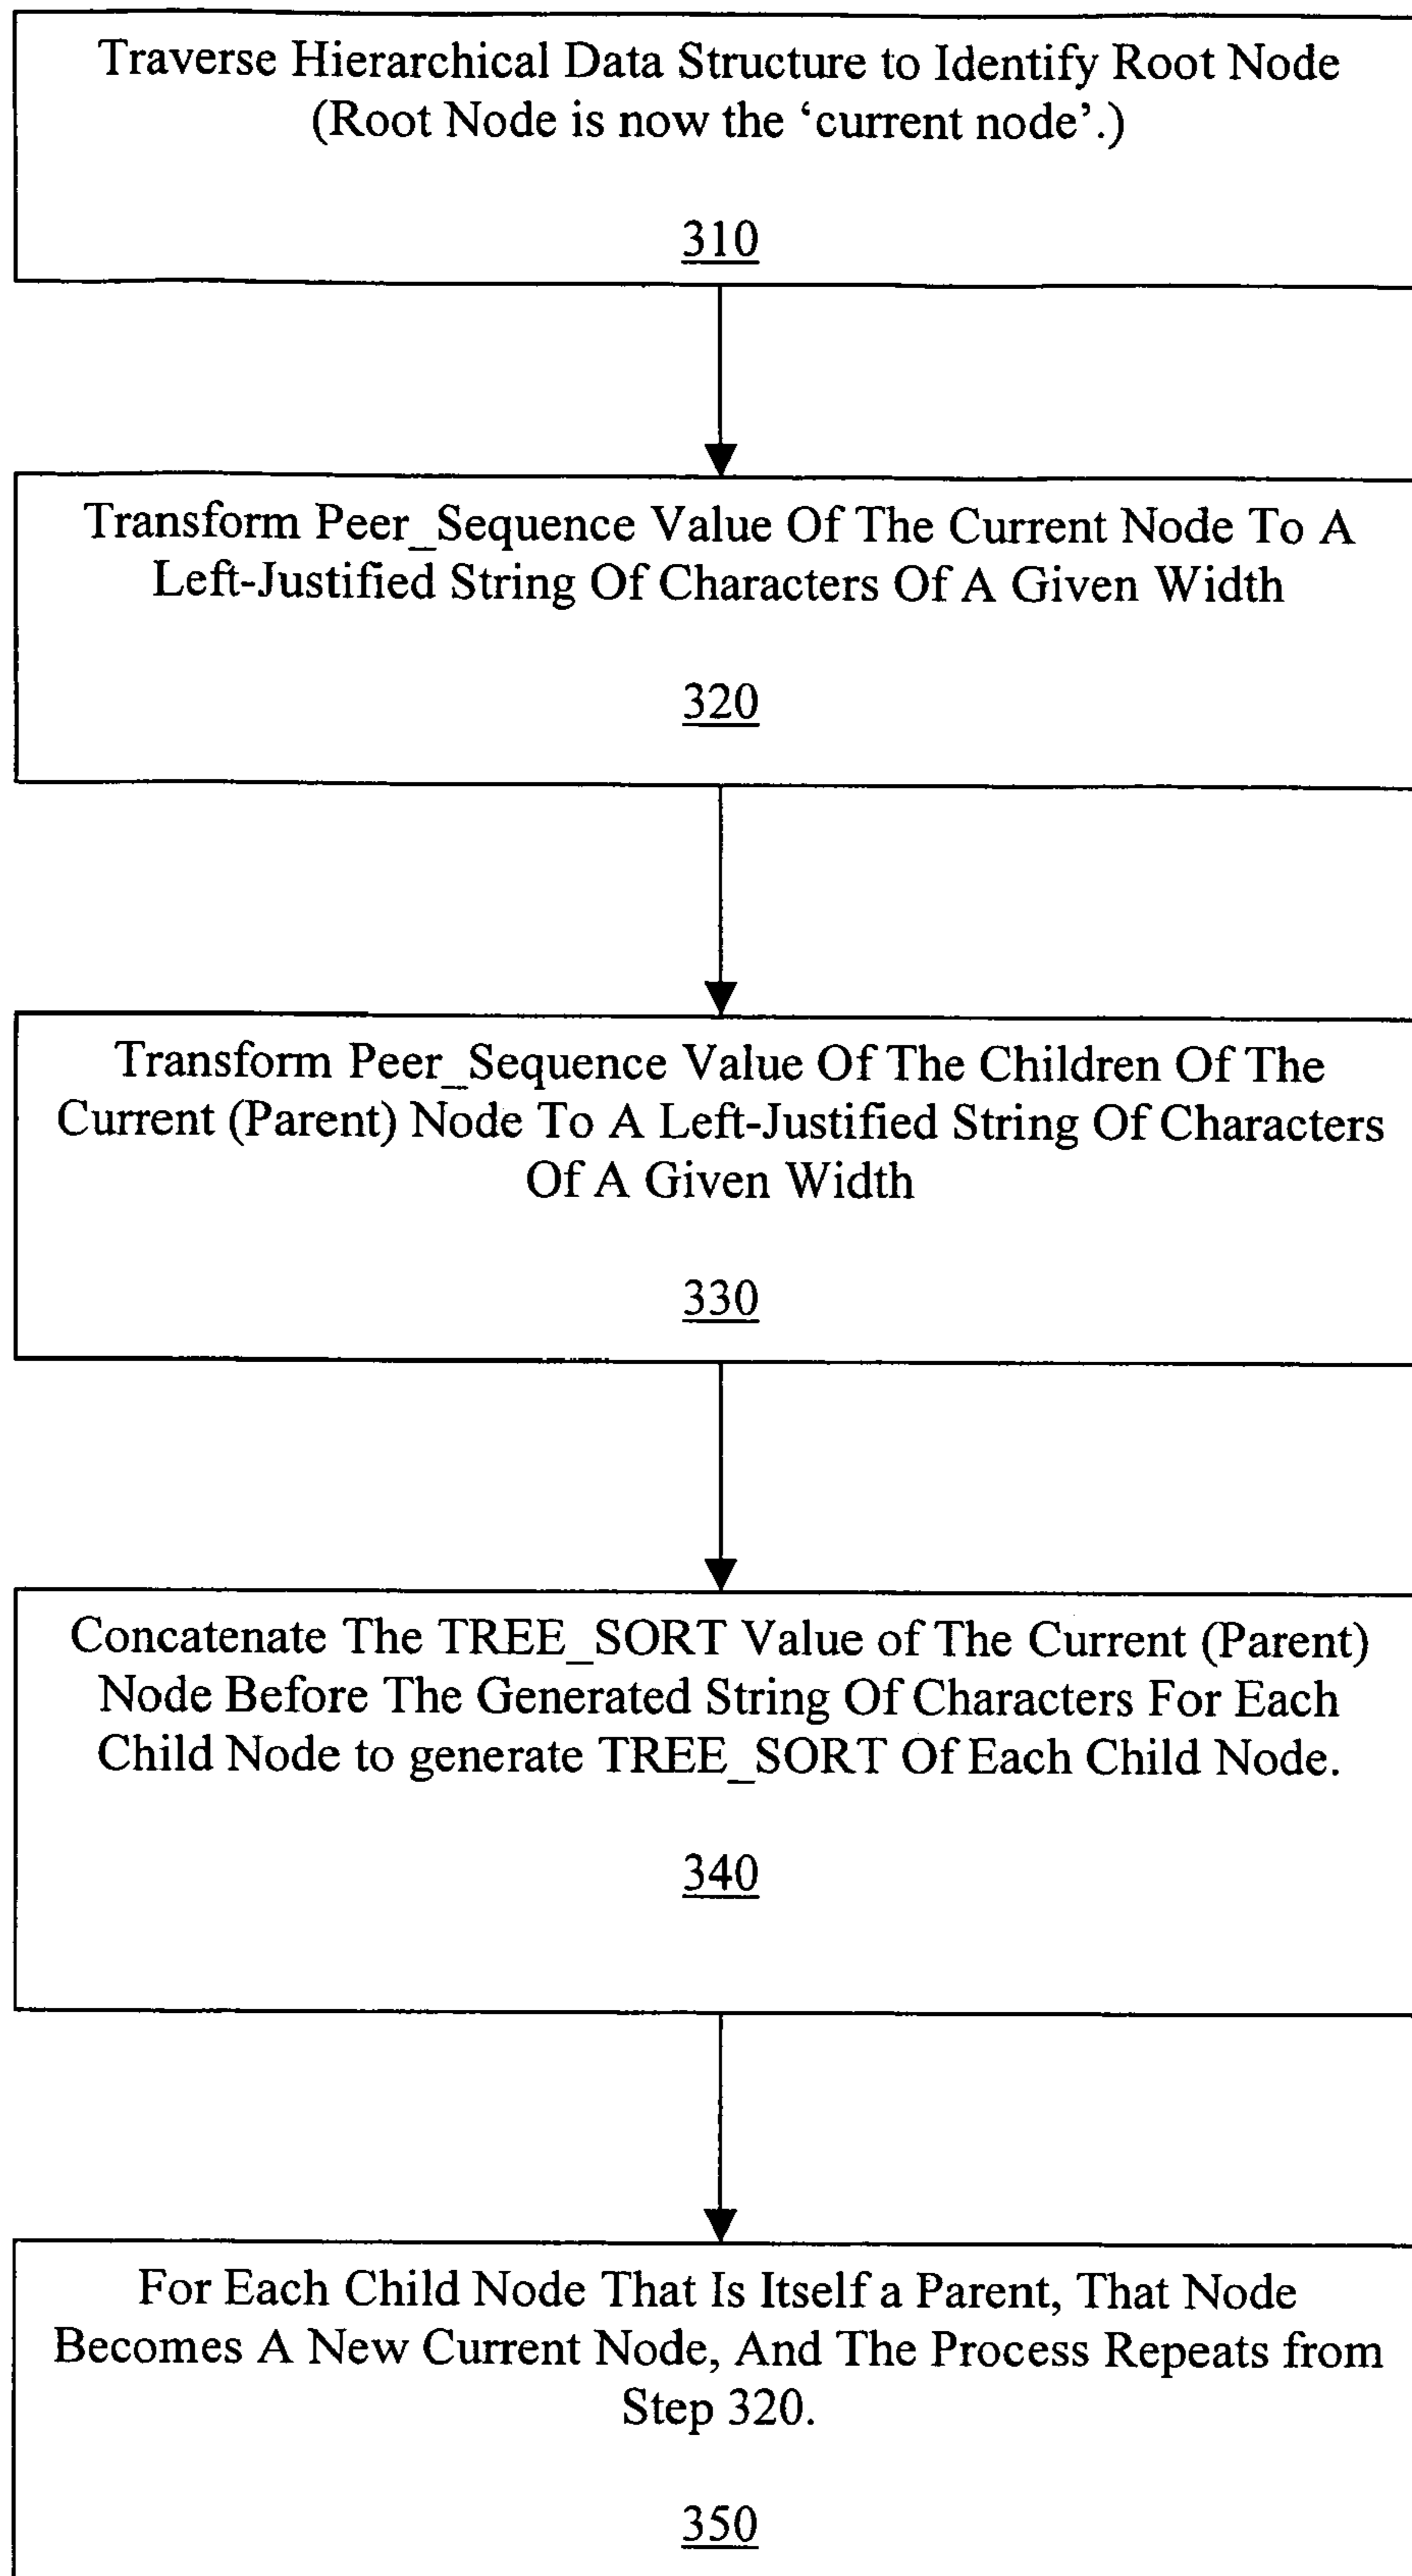 Traverse Hierarchical Data Structure to Identify Root Node
(Root Node is now the ‘current node’.)
310
Transform Peer_Sequence Value Of The Current Node To A
Left-Justified String Of Characters Of A Given Width
320
Transform Peer_Sequence Value Of The Children Of The
Current (Parent) Node To A Left-Justified String Of Characters
Of A Given Width
330
Concatenate The TREE_SORT Value of The Current (Parent)
Node Before The Generated String Of Characters For Each
Child Node to generate TREE_SORT Of Each Child Node.
340
For Each Child Node That Is Itself a Parent, That Node
Becomes A New Current Node, And The Process Repeats from
Step 320.
350